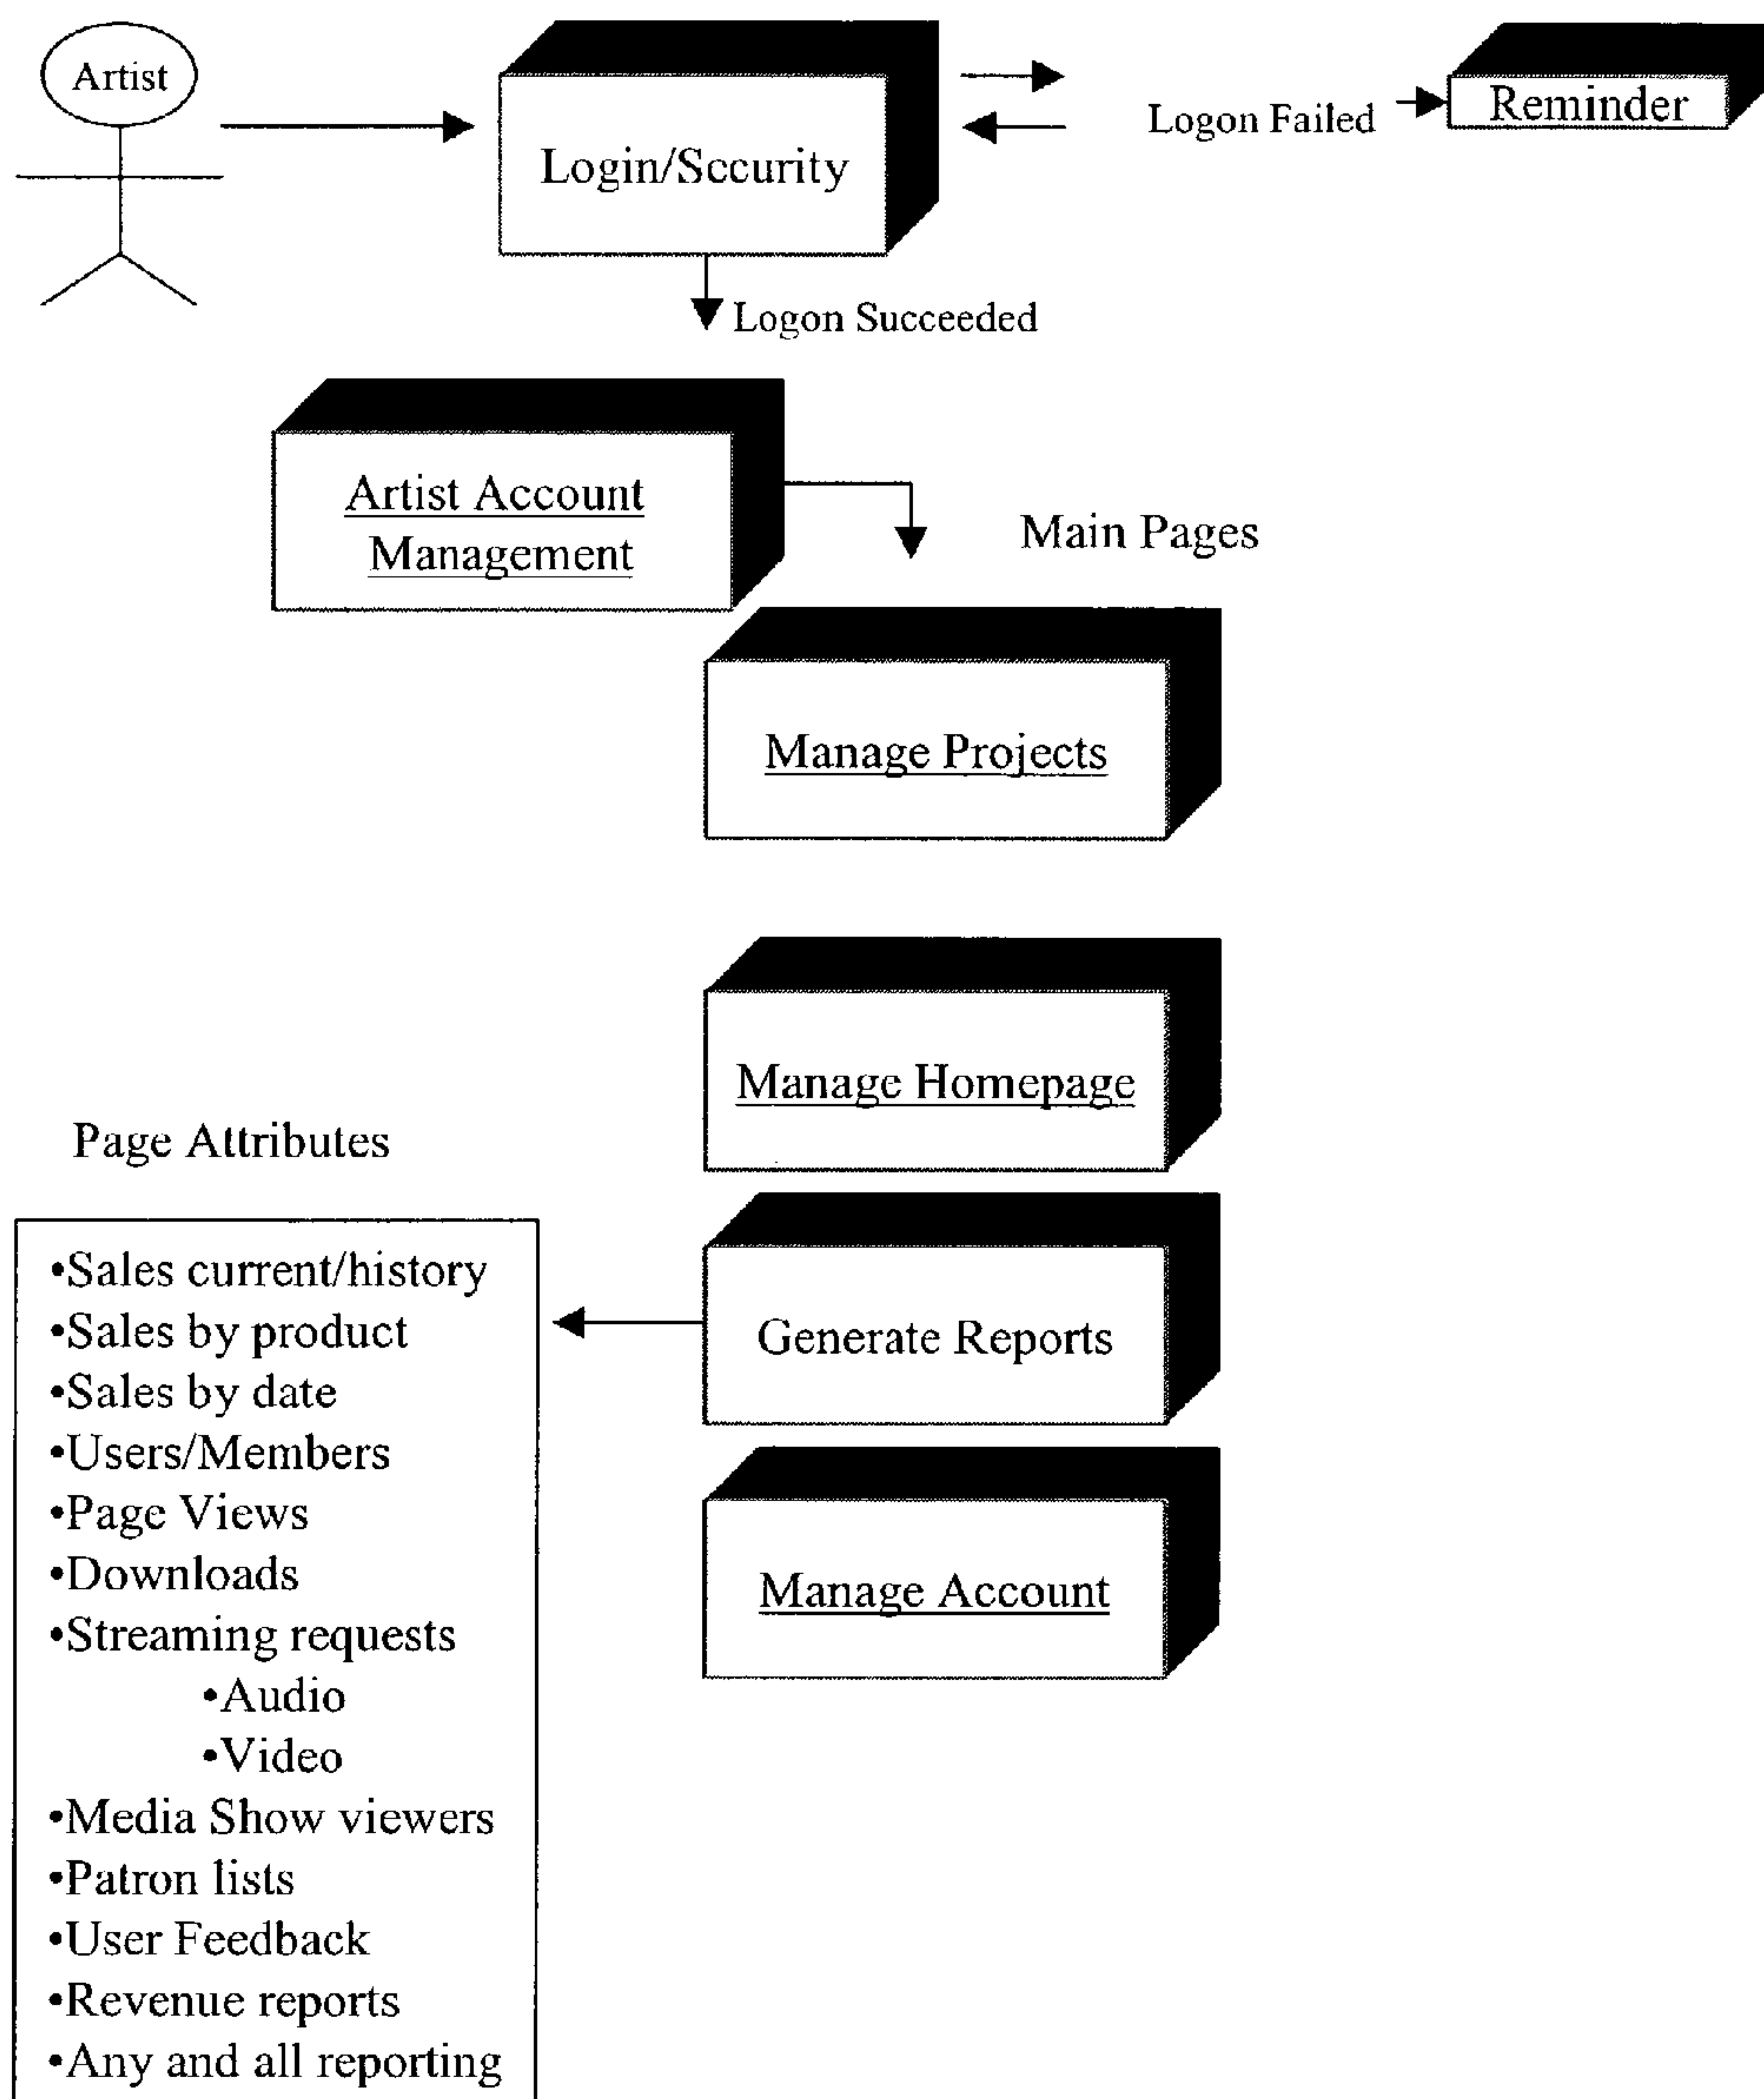 Artist
Login/Security
Logon Failed
Reminder
Logon Succeeded
Artist Account
Management
Main Pages
Manage Projects
Manage Homepage
Page Attributes
•Sales current/history
•Sales by product
•Sales by date
•Users/Members
•Page Views
•Downloads
•Streaming requests
•Audio
•Video
•Media Show viewers
•Patron lists
•User Feedback
•Revenue reports
•Any and all reporting
Generate Reports
Manage Account